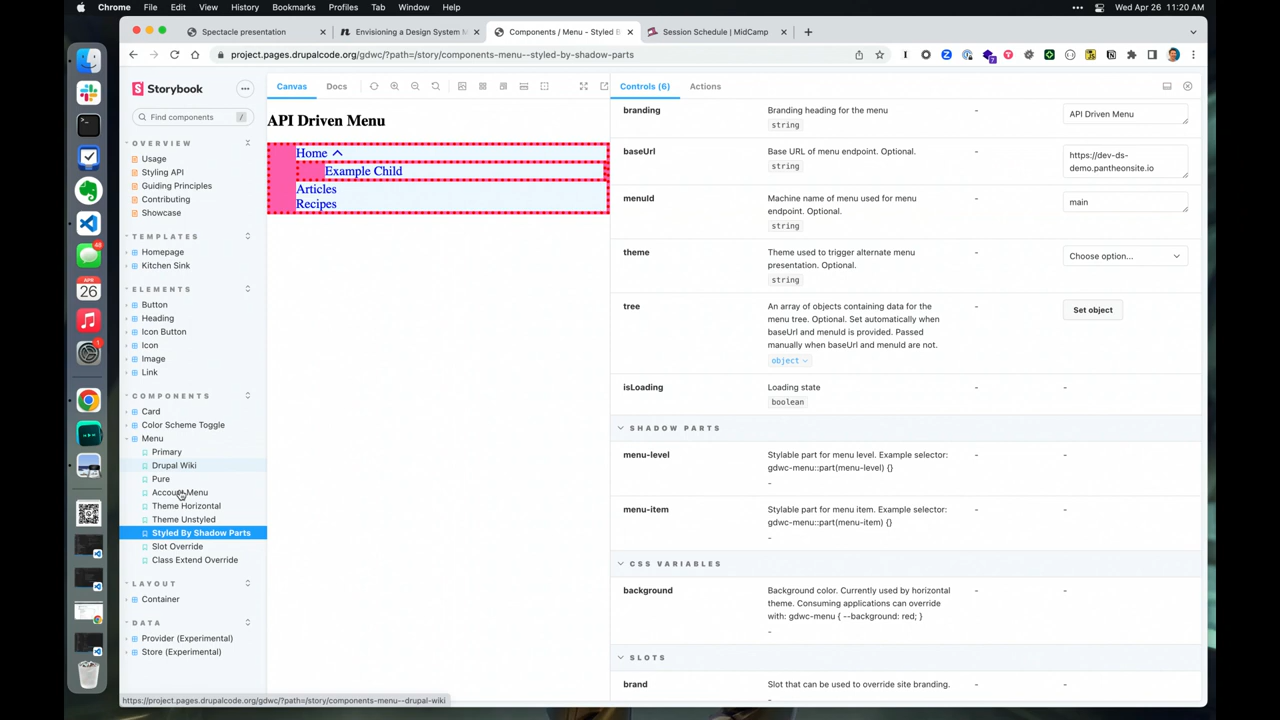 Chrome File Edit View History Bookmarks Profiles Tab Window Help Wed Apr 26 11:20 AM
Spectacle presentation
Envisioning a Design System M
Components / Menu - Styled B
Session Schedule | MidCamp
project.pages.drupalcode.org/gdwc/?path=/story/components-menu--styled-by-shadow-parts
Storybook
Find components /
OVERVIEW
Usage
Styling API
Guiding Principles
Contributing
Showcase
TEMPLATES
Homepage
Kitchen Sink
ELEMENTS
Button
Heading
Icon Button
Icon
Image
Link
COMPONENTS
Card
Color Scheme Toggle
Menu
Primary
Drupal Wiki
Pure
Account Menu
Theme Horizontal
Theme Unstyled
Styled By Shadow Parts
Slot Override
Class Extend Override
LAYOUT
Container
DATA
Provider (Experimental)
Store (Experimental)
https://project.pages.drupalcode.org/gdwc/?path=/story/components-menu--drupal-wiki
Canvas Docs
API Driven Menu
Home
Example Child
Articles
Recipes
Controls (6) Actions
branding Branding heading for the menu - API Driven Menu
string
baseUrl Base URL of menu endpoint. Optional. - https://dev-ds-
string demo.pantheonsite.io
menuId Machine name of menu used for menu - main
endpoint. Optional.
string
theme Theme used to trigger alternate menu - Choose option...
presentation. Optional.
string
tree An array of objects containing data for the - Set object
menu tree. Optional. Set automatically when
baseUrl and menuId is provided. Passed
manually when baseUrl and menuId are not.
object
isLoading Loading state - -
boolean
SHADOW PARTS
menu-level Stylable part for menu level. Example selector: - -
gdwc-menu::part(menu-level) {}
-
menu-item Stylable part for menu item. Example selector: - -
gdwc-menu::part(menu-item) {}
-
CSS VARIABLES
background Background color. Currently used by horizontal - -
theme. Consuming applications can override
with: gdwc-menu { --background: red; }
-
SLOTS
brand Slot that can be used to override site branding. - -
APR
26
48
1
7